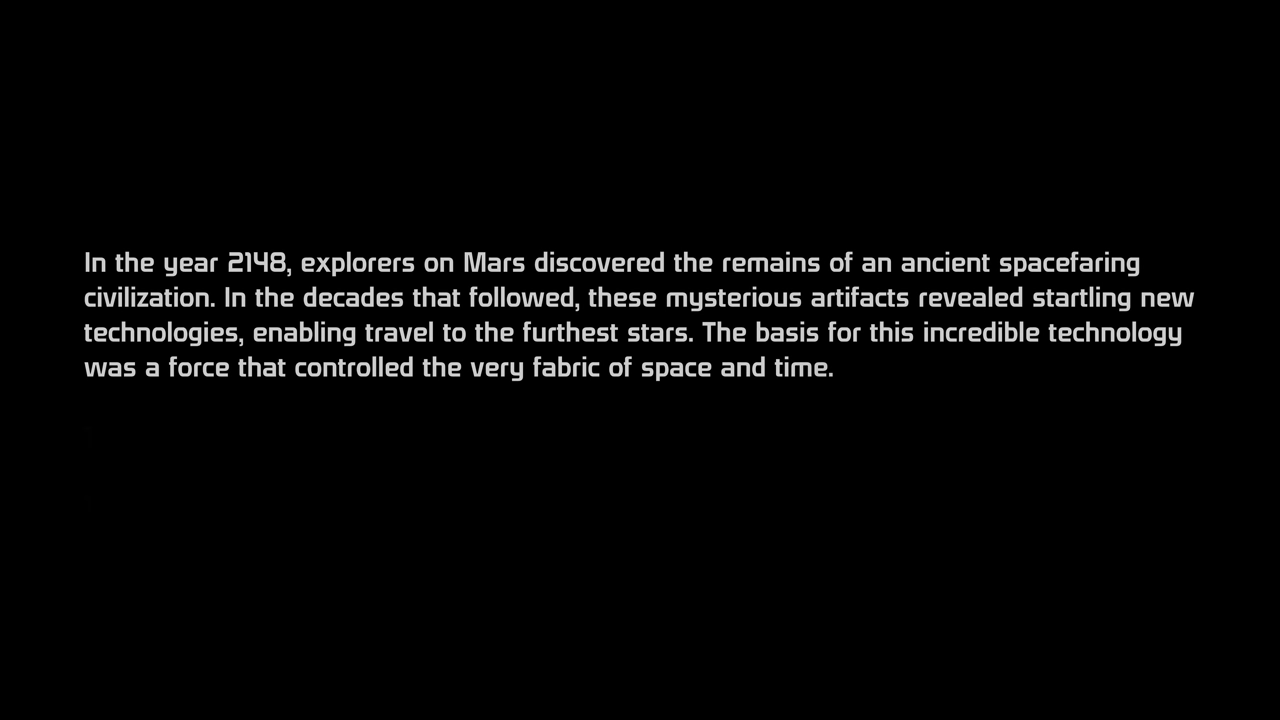 In the year 2148, explorers on Mars discovered the remains of an ancient spacefaring
civilization. In the decades that followed, these mysterious artifacts revealed startling new
technologies, enabling travel to the furthest stars. The basis for this incredible technology
was a force that controlled the very fabric of space and time.